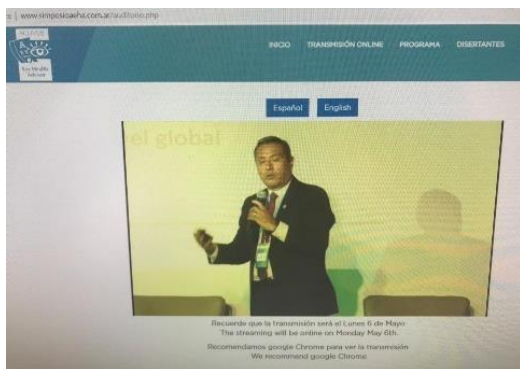 www.simposioaeha.com.ar/auditorio.php
INICIO TRANSMISIÓN ONLINE PROGRAMA DISERTANTES
Español English
el global
Recuerde que la transmisión será el Lunes 6 de Mayo
The streaming will be online on Monday May 6th.
Recomendamos google Chrome para ver la transmisión
We recommend google Chrome